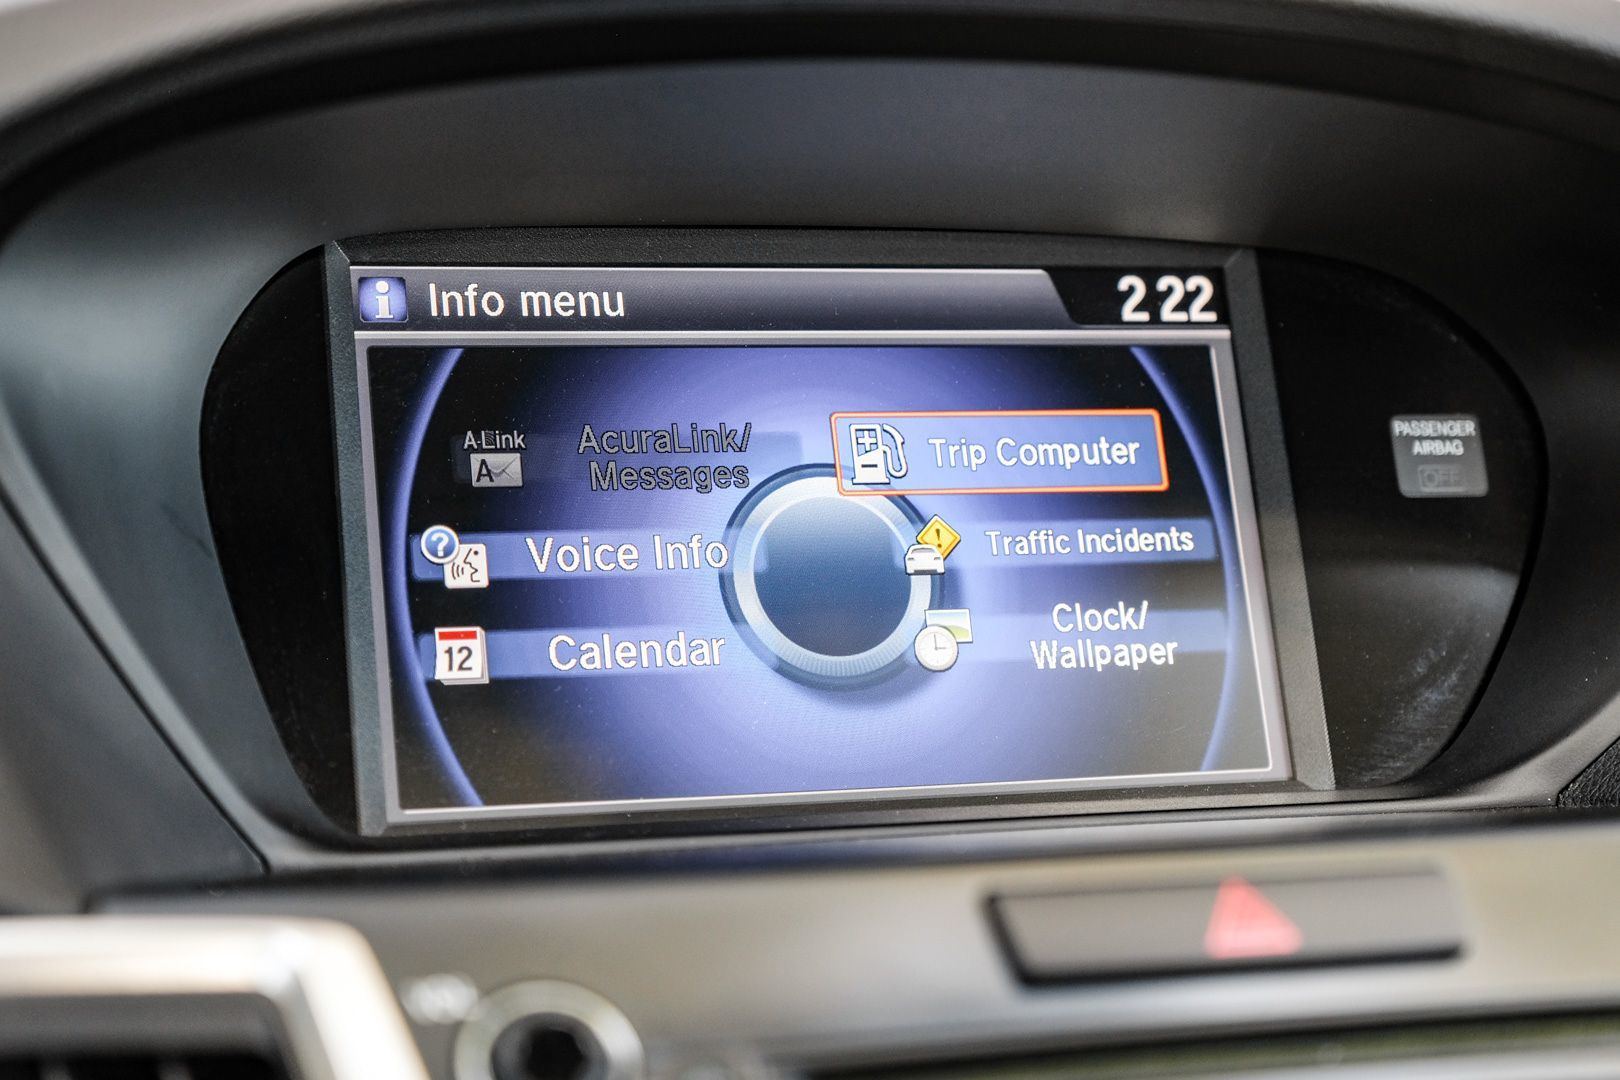 i Info menu
2 22
A-Link
A
AcuraLink/
Messages
Trip Computer
? Voice Info
Traffic Incidents
12 Calendar
Clock/
Wallpaper
PASSENGER
AIRBAG
OFF